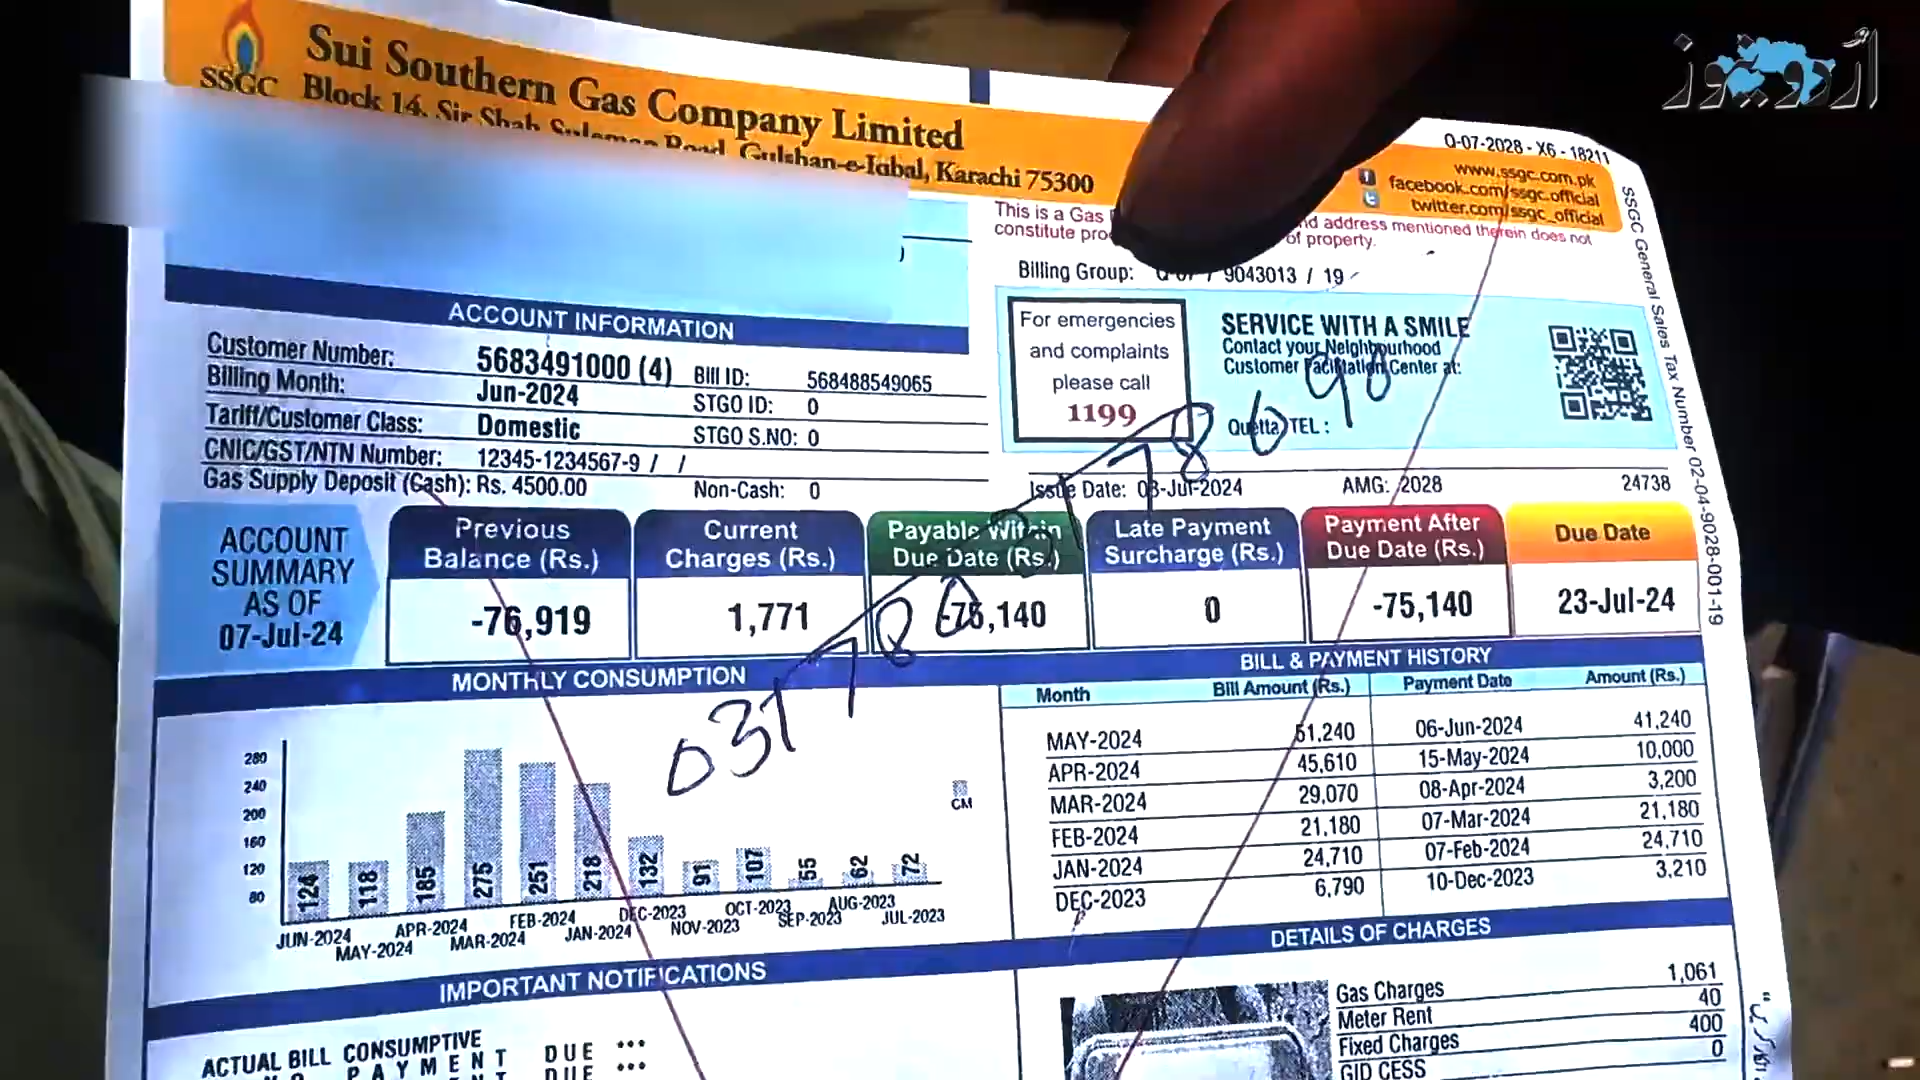 اُردو نیوز
SSGC
Sui Southern Gas Company Limited
Block 14, Sir Shah Suleman Road, Gulshan-e-Iqbal, Karachi 75300
Q-07-2028 - X6 - 18211
www.ssgc.com.pk
facebook.com/ssgc.official
twitter.com/ssgc_official
This is a Gas nd address mentioned therein does not
constitute of property.
Billing Group: / 9043013 / 19
SSGC General Sales Tax Number 02-04-9028-001-19
ACCOUNT INFORMATION
Customer Number: 5683491000 (4)
Bill ID: 568488549065
Billing Month: Jun-2024
STGO ID: 0
Tariff/Customer Class: Domestic
STGO S.NO: 0
CNIC/GST/NTN Number: 12345-1234567-9 / /
Gas Supply Deposit (Cash): Rs. 4500.00
Non-Cash: 0
For emergencies
and complaints
please call
1199
SERVICE WITH A SMILE
Contact your Neighbourhood
Customer Facilitation Center at:
Quetta TEL :
Issue Date: 08-Jul-2024
AMG: 2028
24738
ACCOUNT
SUMMARY
AS OF
07-Jul-24
Previous Balance (Rs.)
-76,919
Current Charges (Rs.)
1,771
Payable Within Due Date (Rs.)
-75,140
Late Payment Surcharge (Rs.)
0
Payment After Due Date (Rs.)
-75,140
Due Date
23-Jul-24
MONTHLY CONSUMPTION
280
240
200
160
120
80
124 118 185 275 251 218 132 91 107 55 62 72
CM
JUN-2024 MAY-2024 APR-2024 MAR-2024 FEB-2024 JAN-2024 DEC-2023 NOV-2023 OCT-2023 SEP-2023 AUG-2023 JUL-2023
BILL & PAYMENT HISTORY
Month Bill Amount (Rs.) Payment Date Amount (Rs.)
MAY-2024 51,240 06-Jun-2024 41,240
APR-2024 45,610 15-May-2024 10,000
MAR-2024 29,070 08-Apr-2024 3,200
FEB-2024 21,180 07-Mar-2024 21,180
JAN-2024 24,710 07-Feb-2024 24,710
DEC-2023 6,790 10-Dec-2023 3,210
IMPORTANT NOTIFICATIONS
ACTUAL BILL CONSUMPTIVE
PAYMENT DUE ***
DUE ***
DETAILS OF CHARGES
Gas Charges 1,061
Meter Rent 40
Fixed Charges 400
GID CESS 0